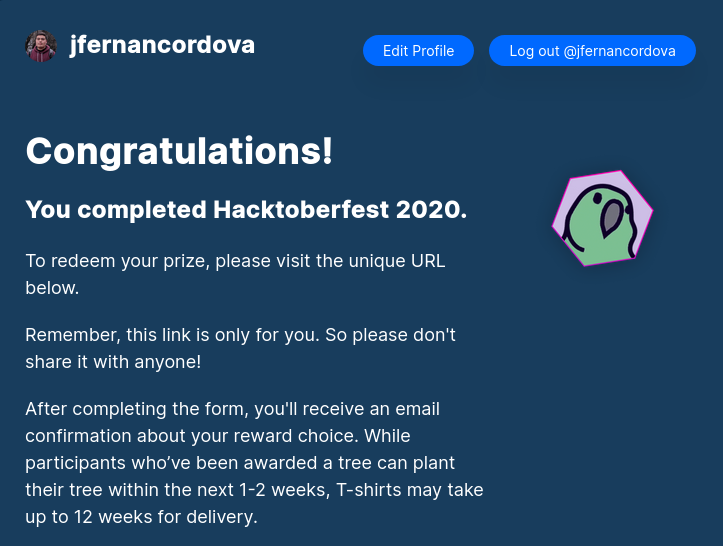 jfernancordova
Edit Profile
Log out @jfernancordova
Congratulations!
You completed Hacktoberfest 2020.
To redeem your prize, please visit the unique URL
below.
Remember, this link is only for you. So please don't
share it with anyone!
After completing the form, you'll receive an email
confirmation about your reward choice. While
participants who’ve been awarded a tree can plant
their tree within the next 1-2 weeks, T-shirts may take
up to 12 weeks for delivery.